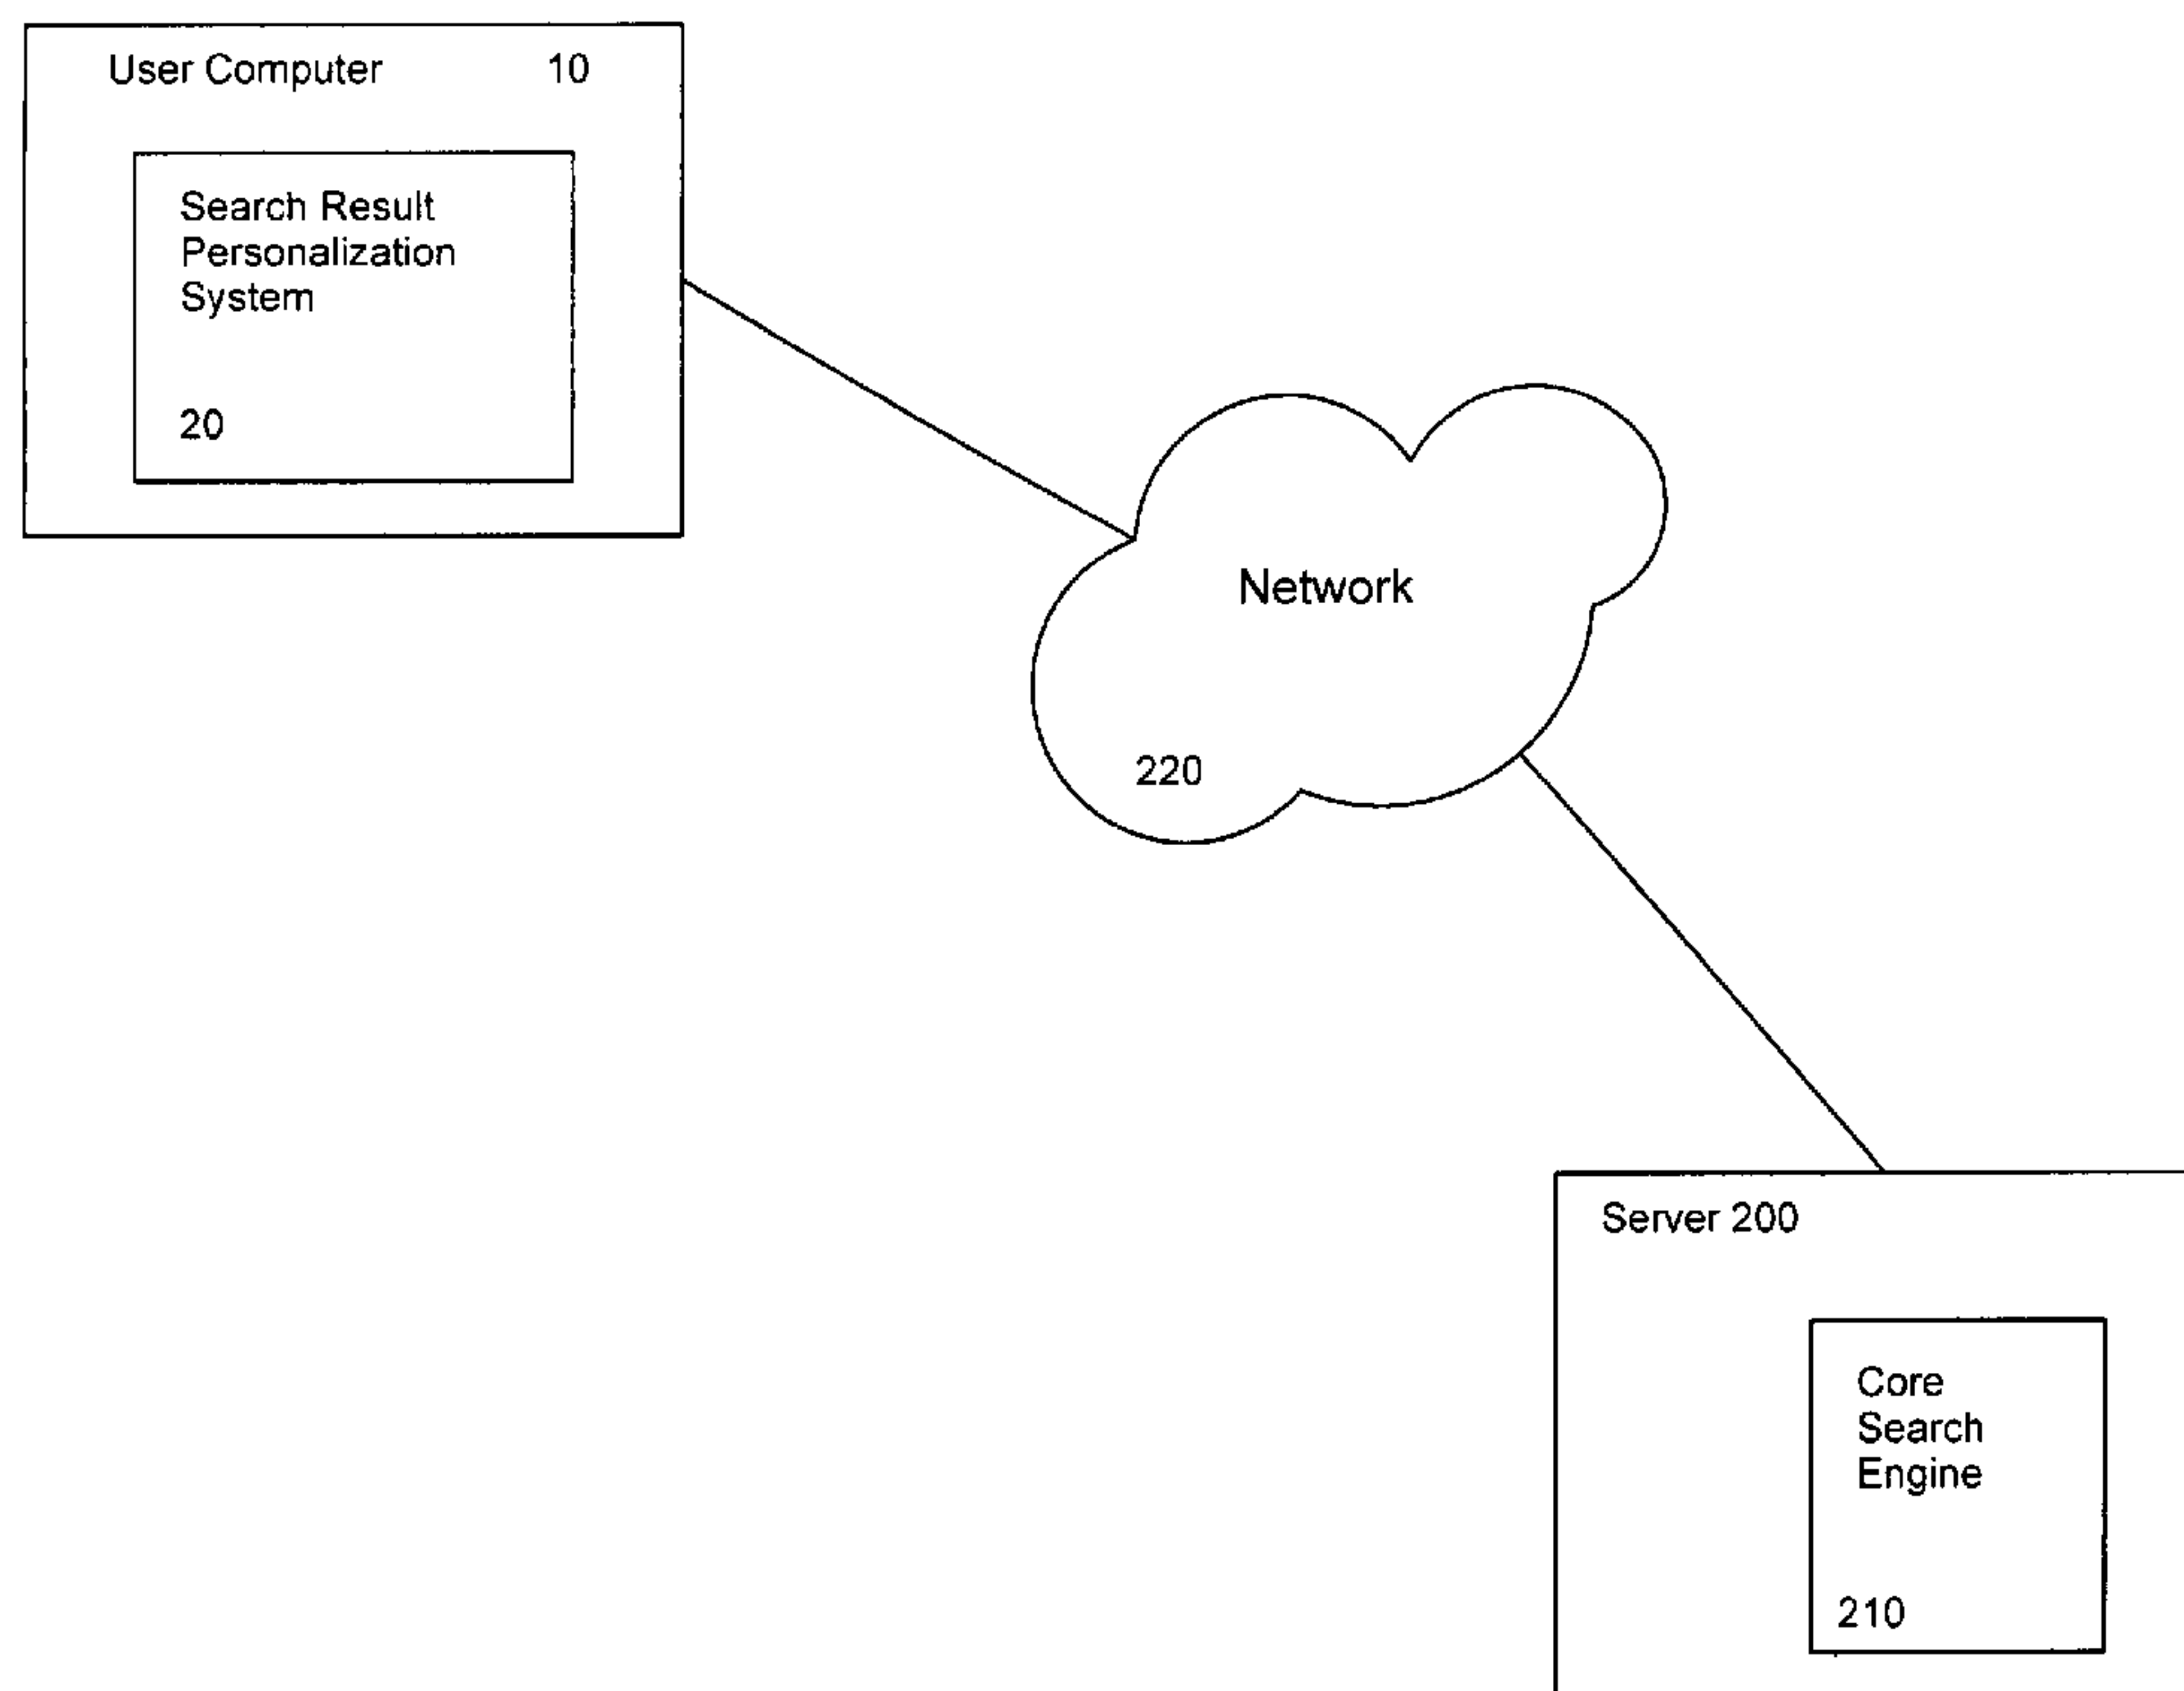 User Computer 10
Search Result
Personalization
System
20
Network
220
Server 200
Core
Search
Engine
210